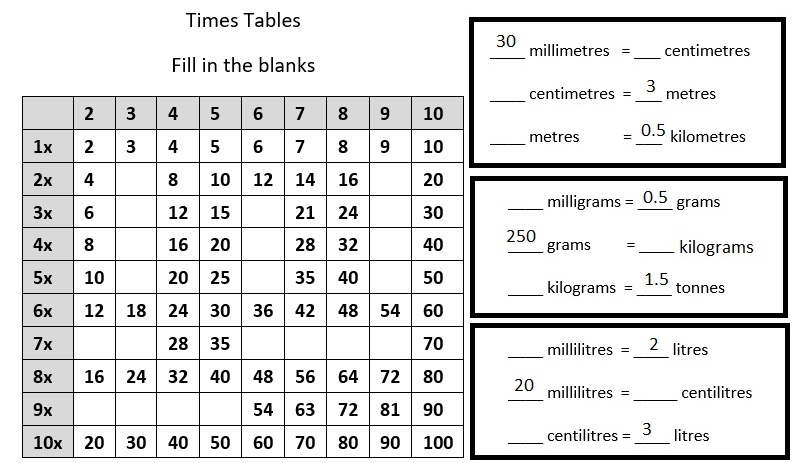 Times Tables
Fill in the blanks
2 3 4 5 6 7 8 9 10
1x 2 3 4 5 6 7 8 9 10
2x 4 8 10 12 14 16 20
3x 6 12 15 21 24 30
4x 8 16 20 28 32 40
5x 10 20 25 35 40 50
6x 12 18 24 30 36 42 48 54 60
7x 28 35 70
8x 16 24 32 40 48 56 64 72 80
9x 54 63 72 81 90
10x 20 30 40 50 60 70 80 90 100
30 millimetres = ___ centimetres
____ centimetres = 3 metres
____ metres = 0.5 kilometres
____ milligrams = 0.5 grams
250 grams = ____ kilograms
____ kilograms = 1.5 tonnes
____ millilitres = 2 litres
20 millilitres = _____ centilitres
____ centilitres = 3 litres